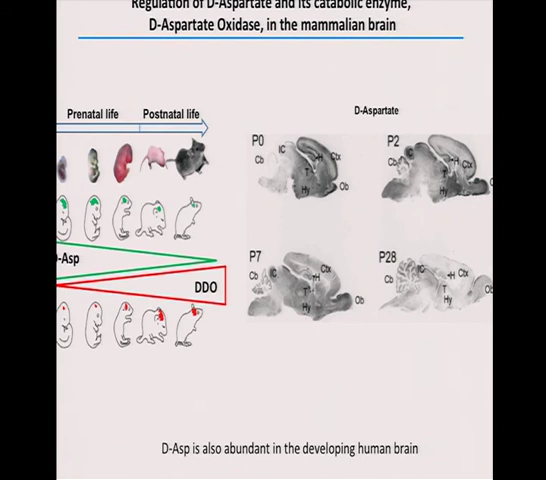 Regulation of D-Aspartate and its catabolic enzyme,
D-Aspartate Oxidase, in the mammalian brain
Prenatal life Postnatal life
D-Aspartate
P0
IC
Cb
Ctx
H
T
Hy
Ob
P2
Cb
IC
Ctx
H
T
Hy
O
-Asp
DDO
P7
Cb
IC
Ctx
H
T
Hy
Ob
P28
Cb
IC
Ctx
H
T
Hy
Ob
D-Asp is also abundant in the developing human brain